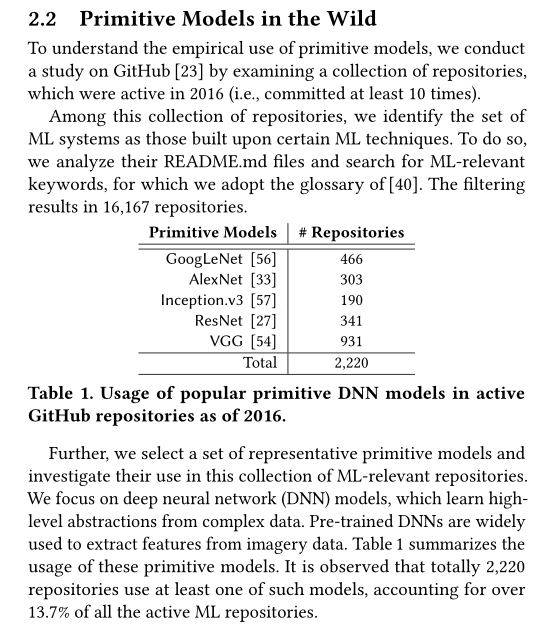 2.2 Primitive Models in the Wild
To understand the empirical use of primitive models, we conduct
a study on GitHub [23] by examining a collection of repositories,
which were active in 2016 (i.e., committed at least 10 times).
Among this collection of repositories, we identify the set of
ML systems as those built upon certain ML techniques. To do so,
we analyze their README.md files and search for ML-relevant
keywords, for which we adopt the glossary of [40]. The filtering
results in 16,167 repositories.
Primitive Models # Repositories
GoogLeNet [56] 466
AlexNet [33] 303
Inception.v3 [57] 190
ResNet [27] 341
VGG [54] 931
Total 2,220
Table 1. Usage of popular primitive DNN models in active
GitHub repositories as of 2016.
Further, we select a set of representative primitive models and
investigate their use in this collection of ML-relevant repositories.
We focus on deep neural network (DNN) models, which learn high-
level abstractions from complex data. Pre-trained DNNs are widely
used to extract features from imagery data. Table 1 summarizes the
usage of these primitive models. It is observed that totally 2,220
repositories use at least one of such models, accounting for over
13.7% of all the active ML repositories.